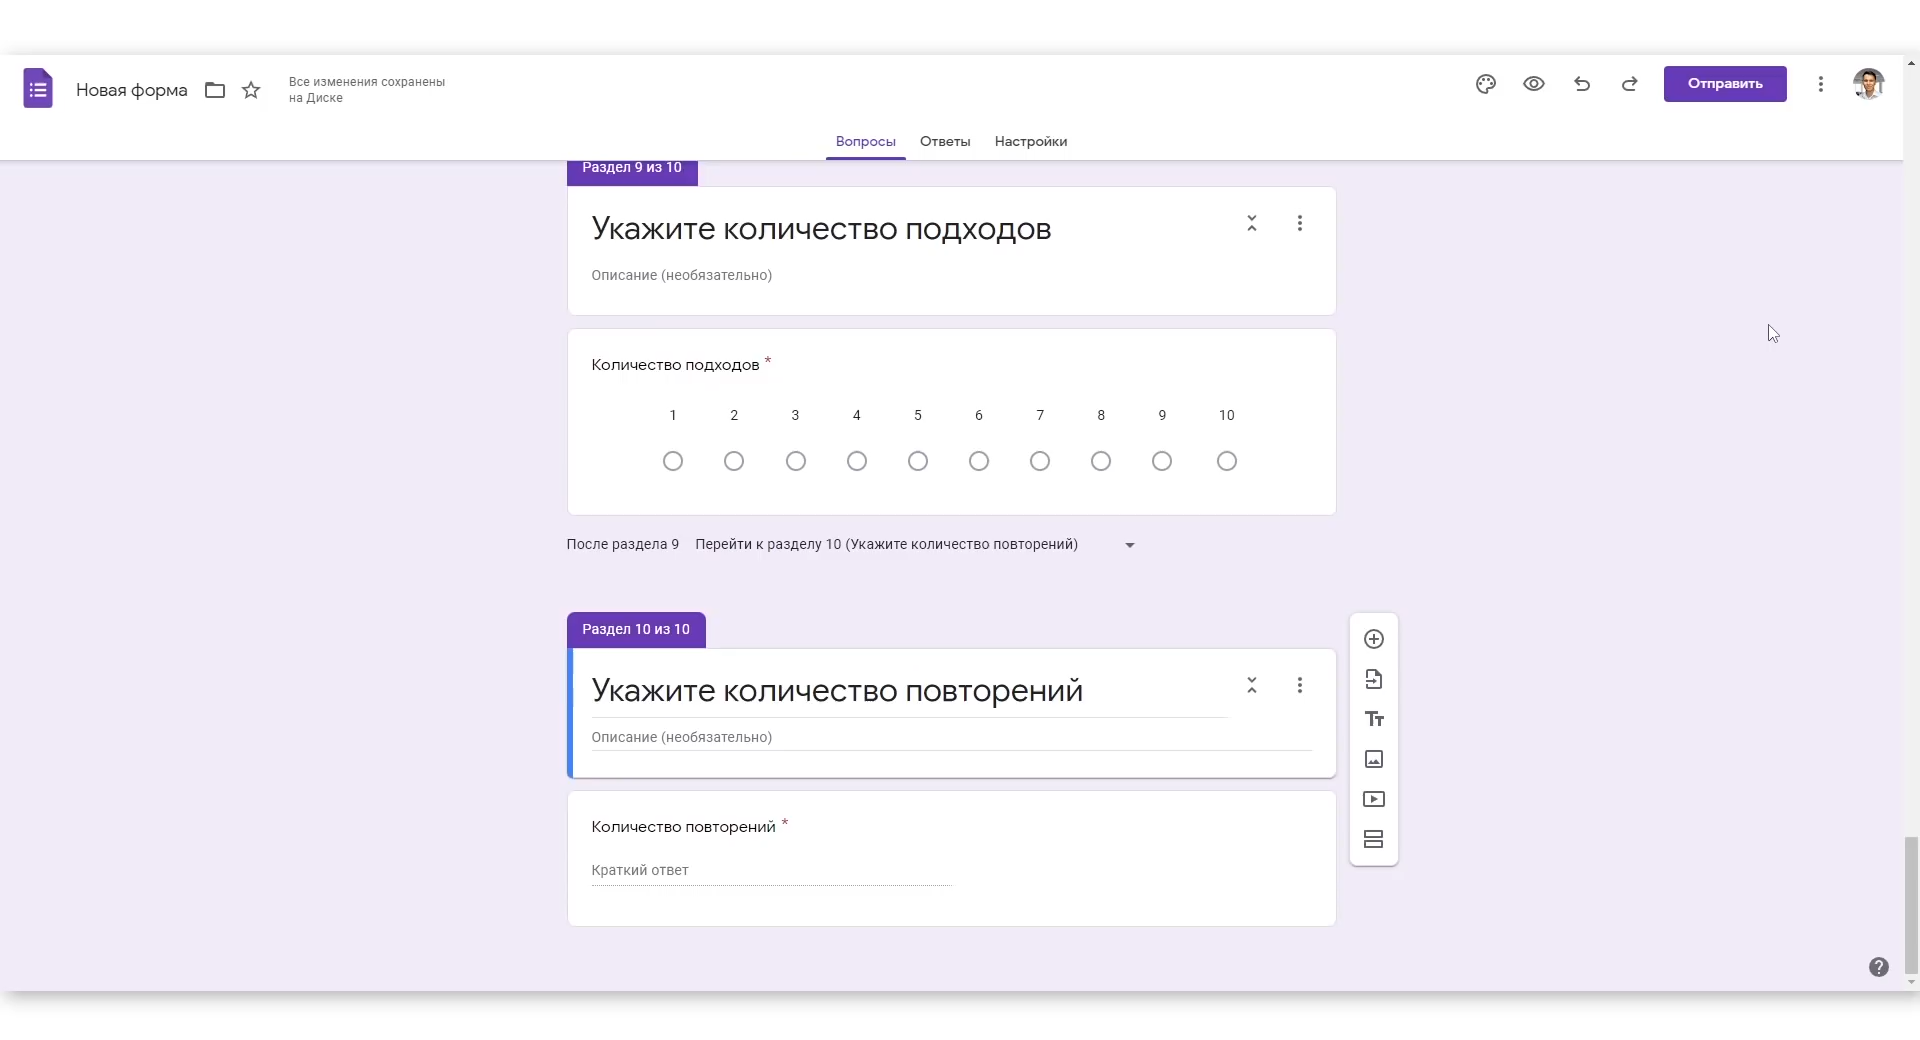 Новая форма
Все изменения сохранены
на Диске
Отправить
Вопросы
Ответы
Настройки
Раздел 9 из 10
Укажите количество подходов
Описание (необязательно)
Количество подходов *
1 2 3 4 5 6 7 8 9 10
После раздела 9 Перейти к разделу 10 (Укажите количество повторений)
Раздел 10 из 10
Укажите количество повторений
Описание (необязательно)
Количество повторений *
Краткий ответ